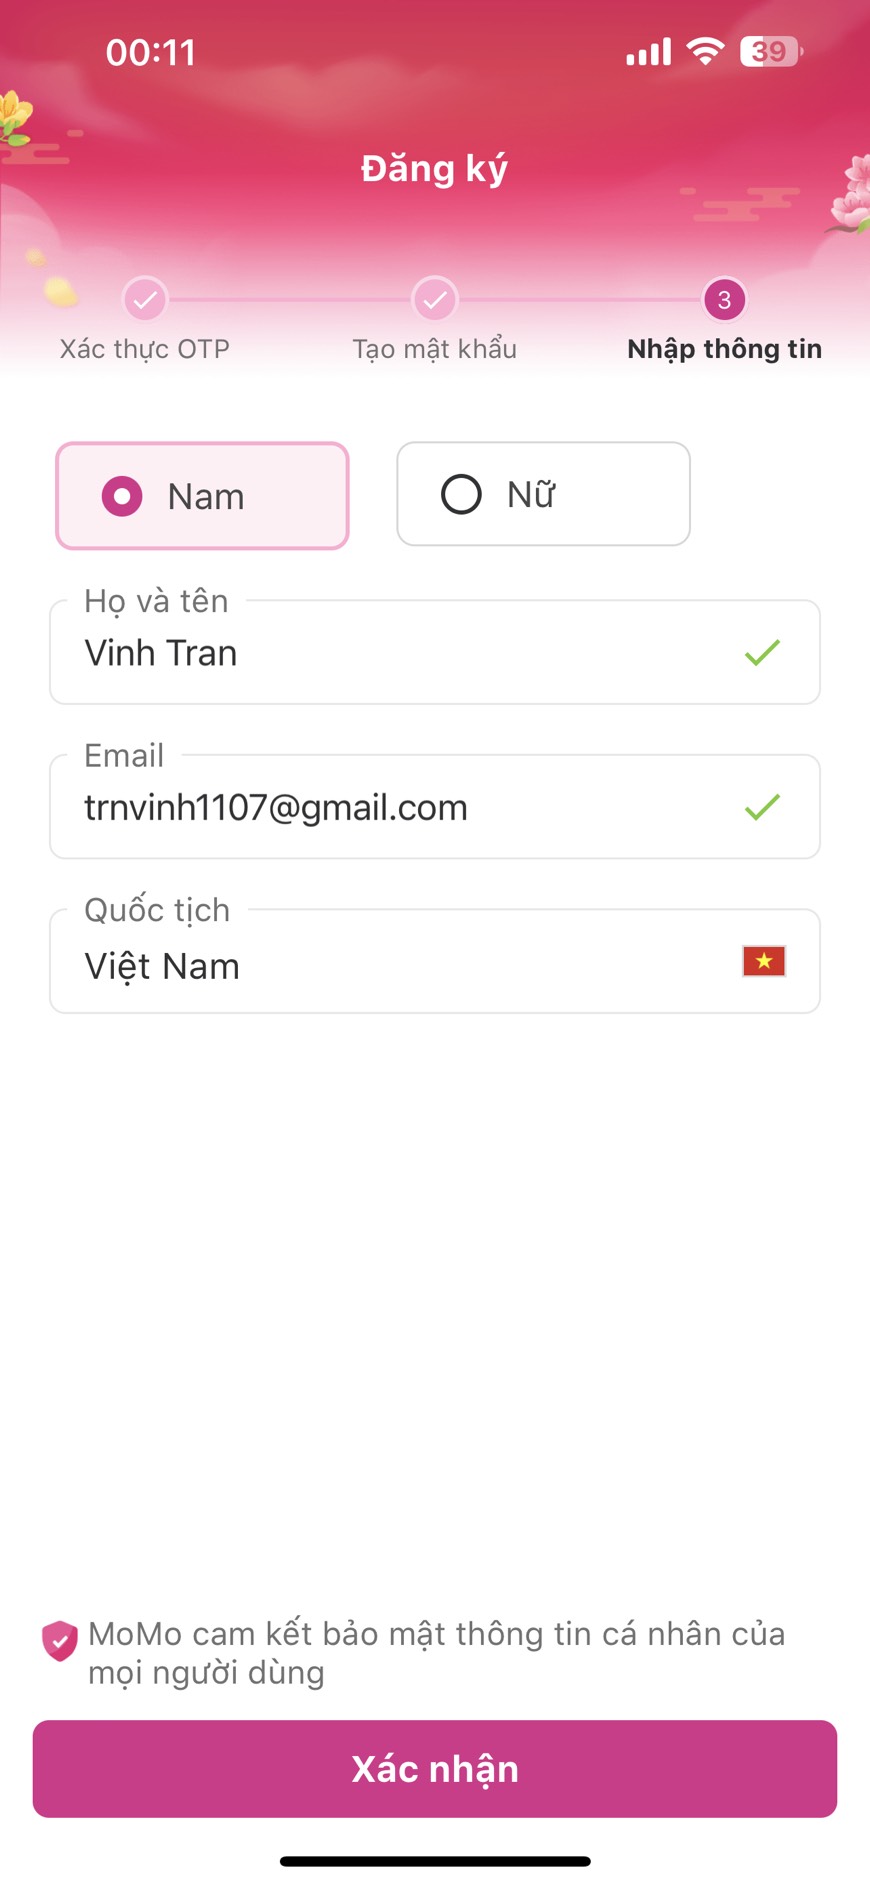 00:11
39
Đăng ký
3
Xác thực OTP
Tạo mật khẩu
Nhập thông tin
Nam
Nữ
Họ và tên
Vinh Tran
Email
trnvinh1107@gmail.com
Quốc tịch
Việt Nam
MoMo cam kết bảo mật thông tin cá nhân của
mọi người dùng
Xác nhận